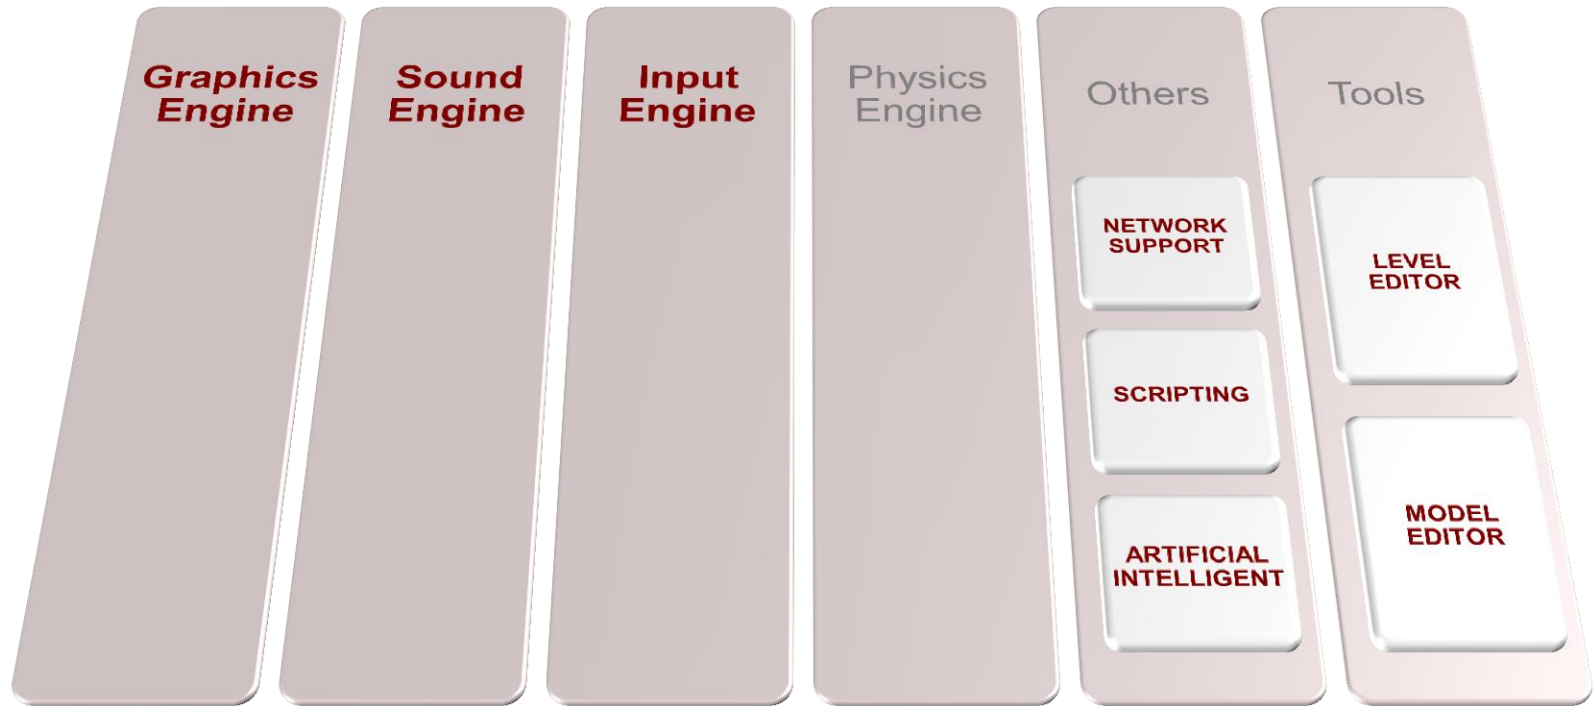 Graphics
Engine
Sound
Engine
Input
Engine
Physics
Engine
Others
NETWORK
SUPPORT
SCRIPTING
ARTIFICIAL
INTELLIGENT
Tools
LEVEL
EDITOR
MODEL
EDITOR